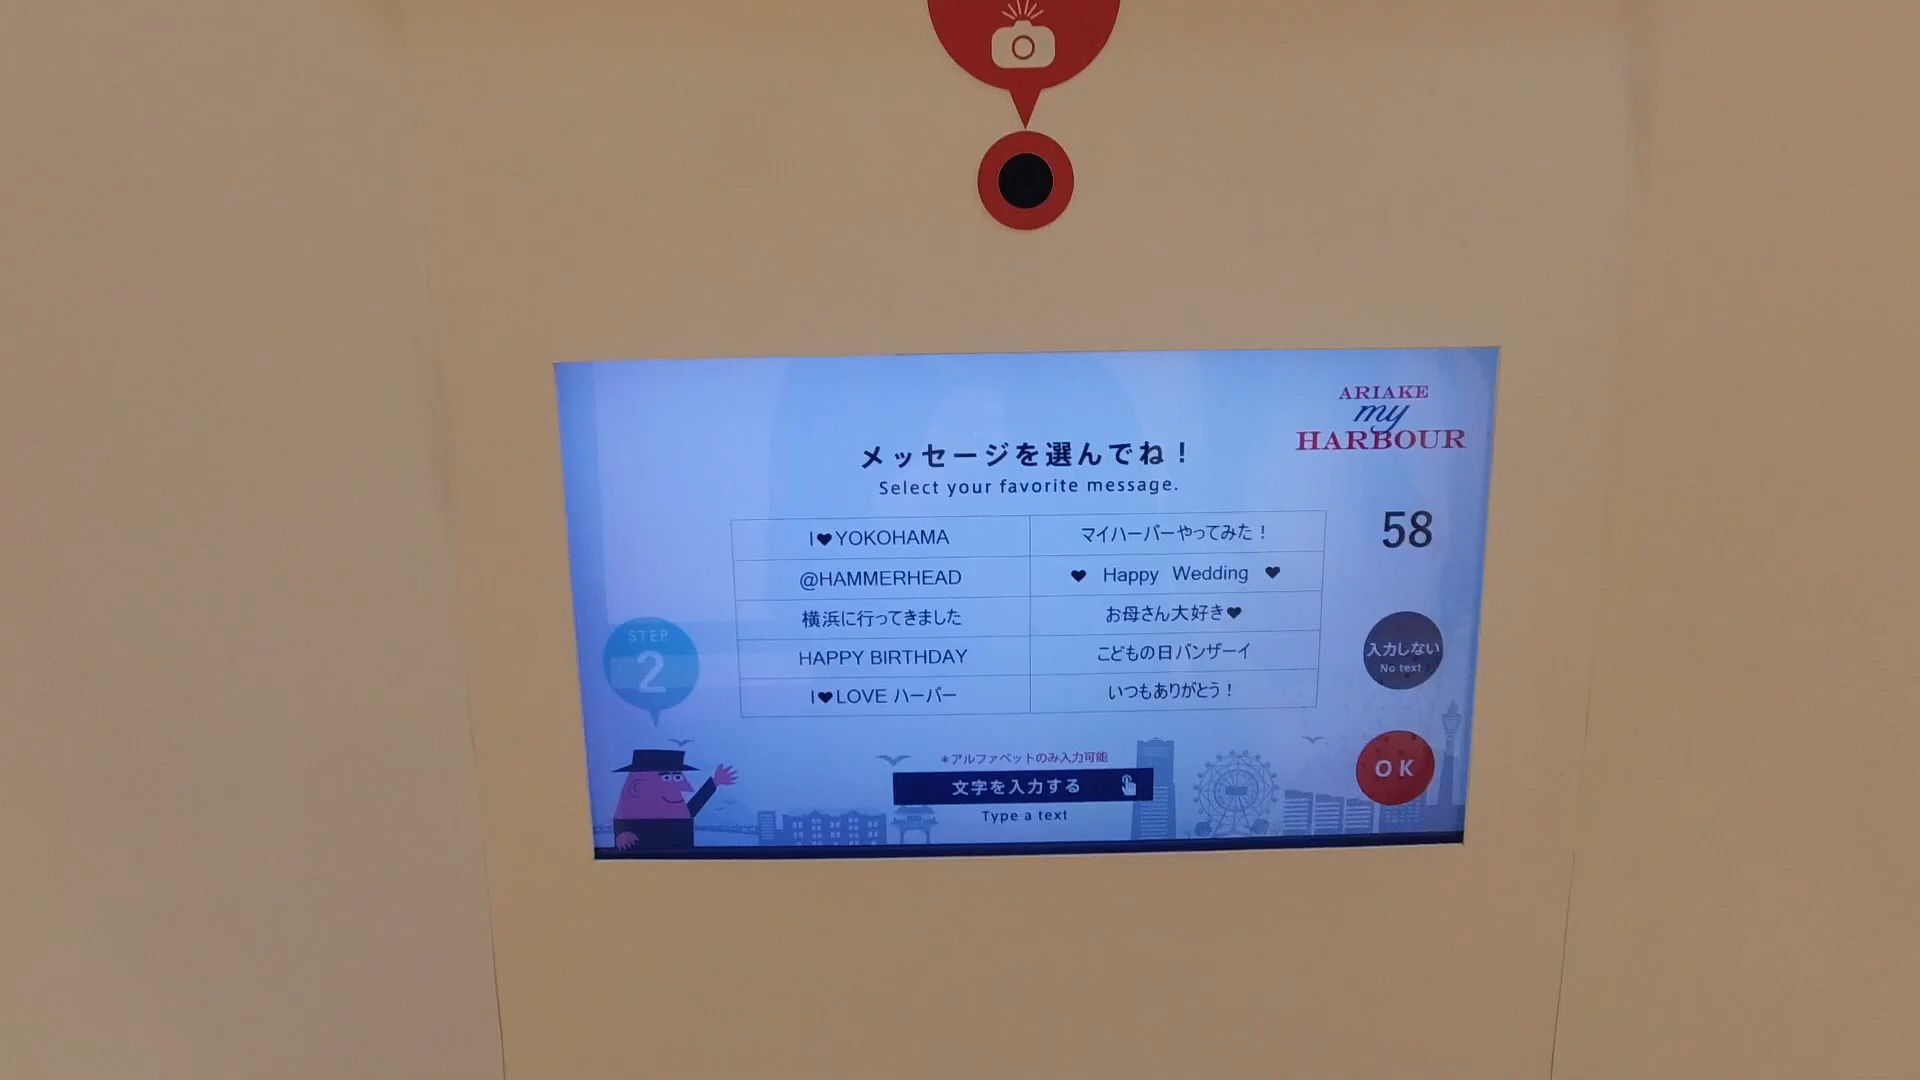 ARIAKE
my
HARBOUR
メッセージを選んでね！
Select your favorite message.
58
I♥YOKOHAMA
マイハーバーやってみた！
@HAMMERHEAD
♥ Happy Wedding ♥
横浜に行ってきました
お母さん大好き♥
HAPPY BIRTHDAY
こどもの日バンザーイ
I♥LOVE ハーバー
いつもありがとう！
STEP
2
入力しない
No text
*アルファベットのみ入力可能
文字を入力する
Type a text
OK